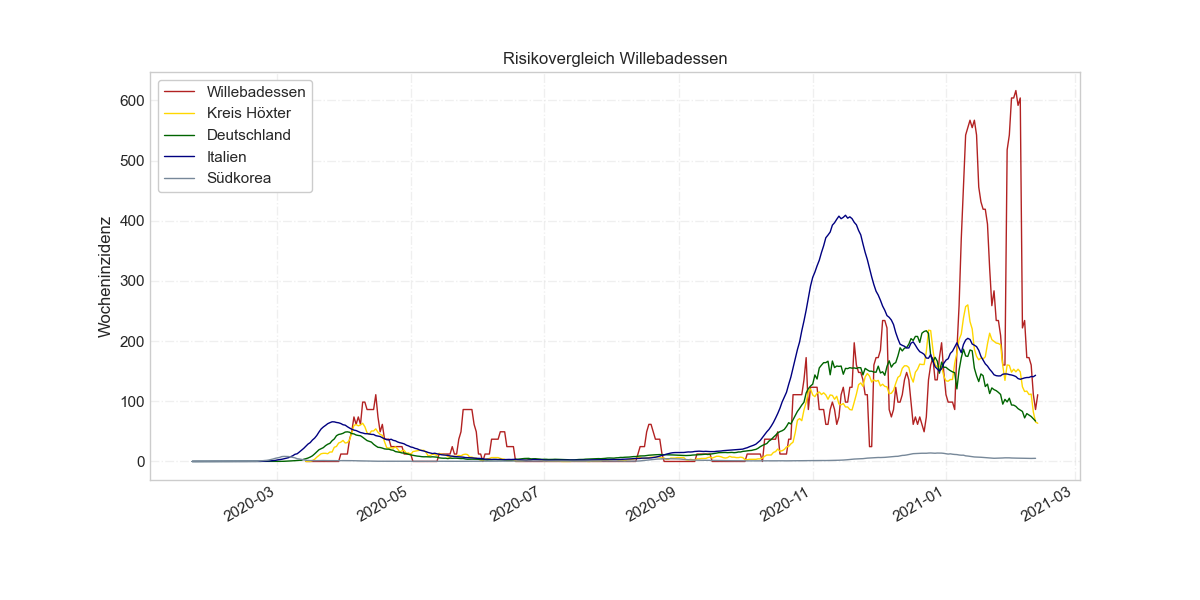 Risikovergleich Willebadessen
Willebadessen
Kreis Höxter
Deutschland
Italien
Südkorea
Wocheninzidenz
600
500
400
300
200
100
0
2020-03
2020-05
2020-07
2020-09
2020-11
2021-01
2021-03